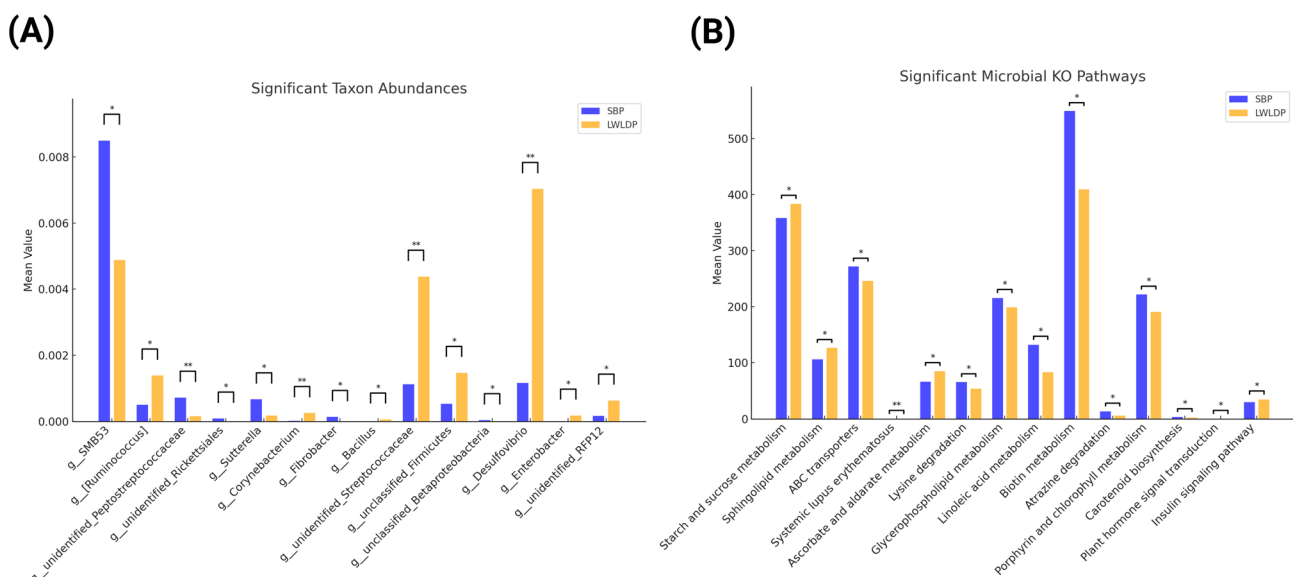 (A)
Significant Taxon Abundances
SBP
LWLDP
Mean Value
0.008
0.006
0.004
0.002
0.000
*
*
**
*
*
**
*
*
**
*
*
**
*
*
g__SMB53
g__[Ruminococcus]
g__unidentified_Peptostreptococcaceae
g__unidentified_Rickettsiales
g__Sutterella
g__Corynebacterium
g__Fibrobacter
g__Bacillus
g__unidentified_Streptococcaceae
g__unclassified_Firmicutes
g__unclassified_Betaproteobacteria
g__Desulfovibrio
g__Enterobacter
g__unidentified_RFP12
(B)
Significant Microbial KO Pathways
SBP
LWLDP
Mean Value
500
400
300
200
100
0
*
*
*
**
*
*
*
*
*
*
*
*
*
*
Starch and sucrose metabolism
Sphingolipid metabolism
ABC transporters
Systemic lupus erythematosus
Ascorbate and aldarate metabolism
Lysine degradation
Glycerophospholipid metabolism
Linoleic acid metabolism
Biotin metabolism
Atrazine degradation
Porphyrin and chlorophyll metabolism
Carotenoid biosynthesis
Plant hormone signal transduction
Insulin signaling pathway